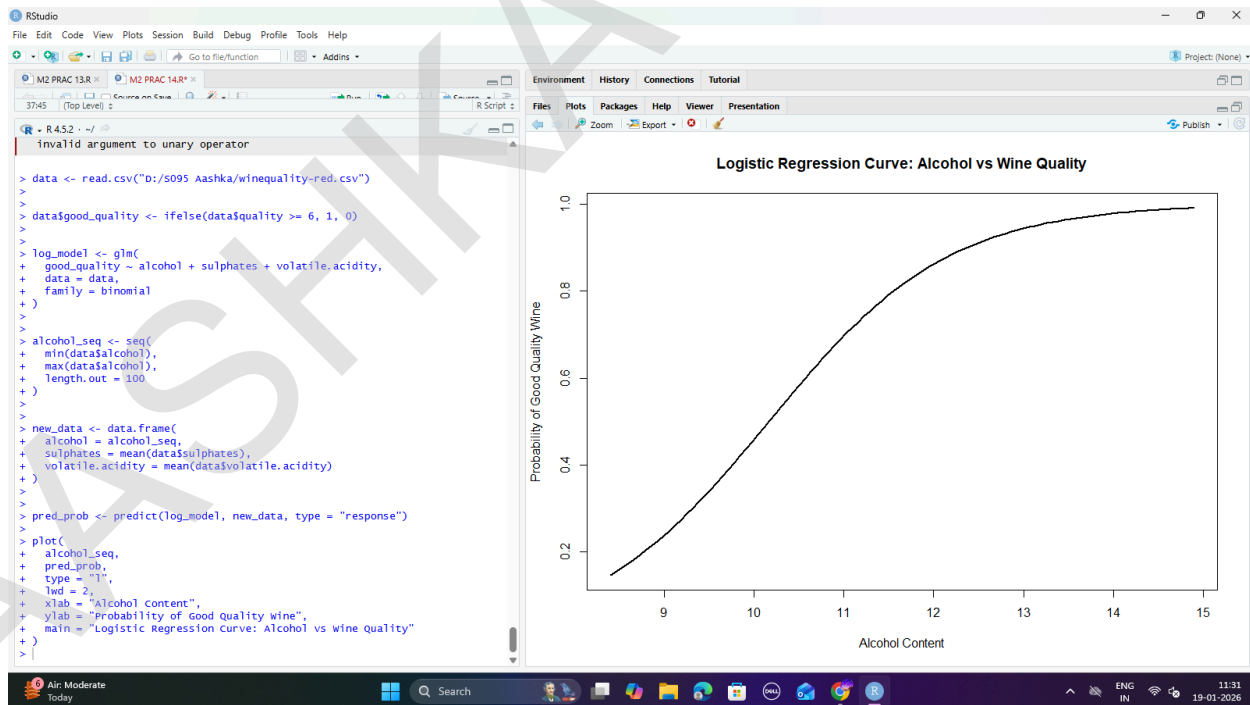 RStudio
File Edit Code View Plots Session Build Debug Profile Tools Help
Go to file/function Addins Project: (None)
M2 PRAC 13.R M2 PRAC 14.R*
37:45 (Top Level) R Script
R 4.5.2 · ~/
invalid argument to unary operator
> data <- read.csv("D:/S095 Aashka/winequality-red.csv")
>
>
> data$good_quality <- ifelse(data$quality >= 6, 1, 0)
>
>
> log_model <- glm(
+ good_quality ~ alcohol + sulphates + volatile.acidity,
+ data = data,
+ family = binomial
+ )
>
>
> alcohol_seq <- seq(
+ min(data$alcohol),
+ max(data$alcohol),
+ length.out = 100
+ )
>
>
> new_data <- data.frame(
+ alcohol = alcohol_seq,
+ sulphates = mean(data$sulphates),
+ volatile.acidity = mean(data$volatile.acidity)
+ )
>
>
> pred_prob <- predict(log_model, new_data, type = "response")
>
> plot(
+ alcohol_seq,
+ pred_prob,
+ type = "l",
+ lwd = 2,
+ xlab = "Alcohol Content",
+ ylab = "Probability of Good Quality Wine",
+ main = "Logistic Regression Curve: Alcohol vs Wine Quality"
+ )
>
Environment History Connections Tutorial
Files Plots Packages Help Viewer Presentation
Zoom Export Publish
Logistic Regression Curve: Alcohol vs Wine Quality
Probability of Good Quality Wine
1.0
0.8
0.6
0.4
0.2
9 10 11 12 13 14 15
Alcohol Content
AASHKA
6 Air: Moderate
Today
Search
DELL
ENG
IN
11:31
19-01-2026